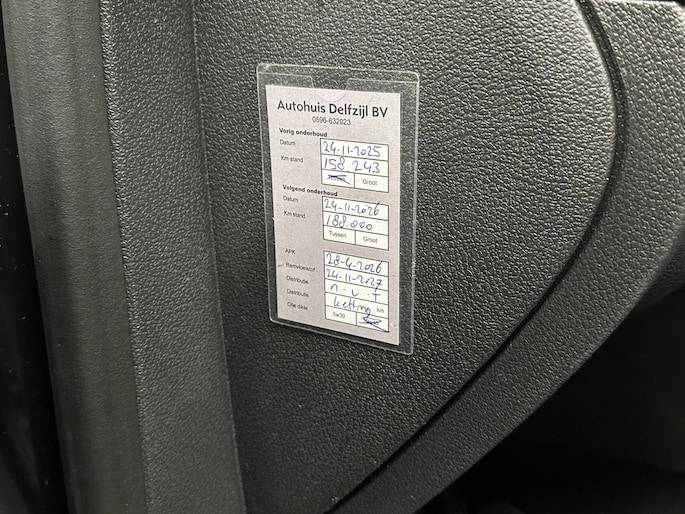 Autohuis Delfzijl BV
0596-632023
Vorig onderhoud
Datum 24-11-2025
Km stand 158 243
Groot
Volgend onderhoud
Datum 24-11-2026
Km stand 188.000
Tussen Groot
APK 28-4-2026
Remvloeistof 24-11-2027
Distributie n.v.T
Distributie ketting km
Olie dikte 5w30